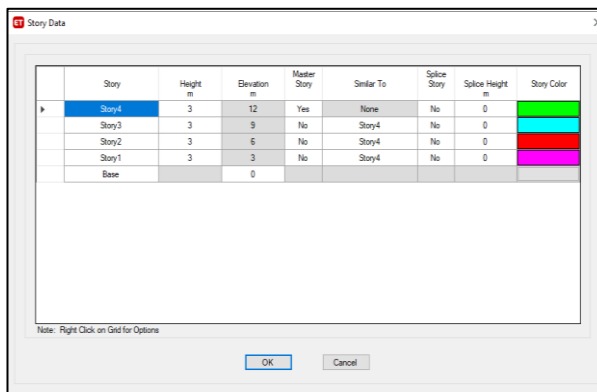 ET Story Data
Story Height m Elevation m Master Story Similar To Splice Story Splice Height m Story Color
Story4 3 12 Yes None No 0
Story3 3 9 No Story4 No 0
Story2 3 6 No Story4 No 0
Story1 3 3 No Story4 No 0
Base 0
Note: Right Click on Grid for Options
OK Cancel